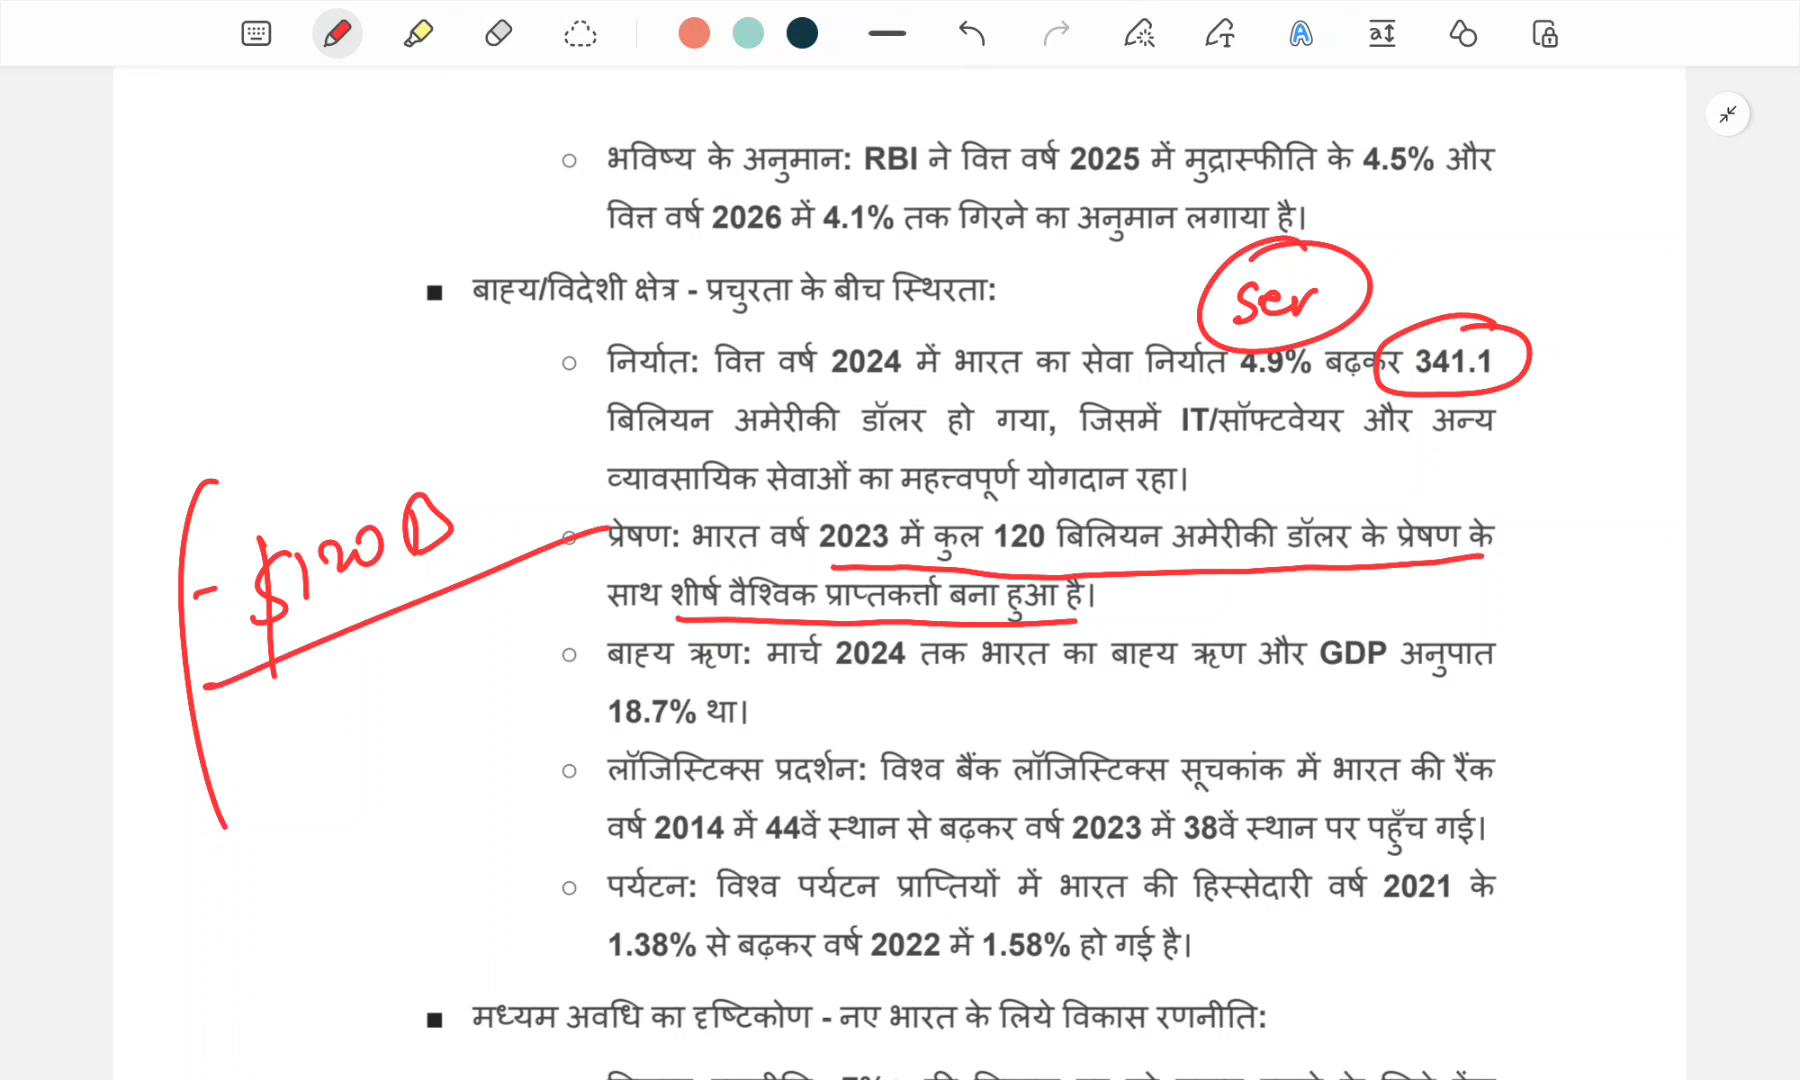 भविष्य के अनुमान: RBI ने वित्त वर्ष 2025 में मुद्रास्फीति के 4.5% और
वित्त वर्ष 2026 में 4.1% तक गिरने का अनुमान लगाया है।
बाह्य/विदेशी क्षेत्र - प्रचुरता के बीच स्थिरता:
ser
निर्यात: वित्त वर्ष 2024 में भारत का सेवा निर्यात 4.9% बढ़कर 341.1
बिलियन अमेरीकी डॉलर हो गया, जिसमें IT/सॉफ्टवेयर और अन्य
व्यावसायिक सेवाओं का महत्त्वपूर्ण योगदान रहा।
- $120 B
प्रेषण: भारत वर्ष 2023 में कुल 120 बिलियन अमेरीकी डॉलर के प्रेषण के
साथ शीर्ष वैश्विक प्राप्तकर्त्ता बना हुआ है।
बाह्य ऋण: मार्च 2024 तक भारत का बाह्य ऋण और GDP अनुपात
18.7% था।
लॉजिस्टिक्स प्रदर्शन: विश्व बैंक लॉजिस्टिक्स सूचकांक में भारत की रैंक
वर्ष 2014 में 44वें स्थान से बढ़कर वर्ष 2023 में 38वें स्थान पर पहुँच गई।
पर्यटन: विश्व पर्यटन प्राप्तियों में भारत की हिस्सेदारी वर्ष 2021 के
1.38% से बढ़कर वर्ष 2022 में 1.58% हो गई है।
मध्यम अवधि का दृष्टिकोण - नए भारत के लिये विकास रणनीति: